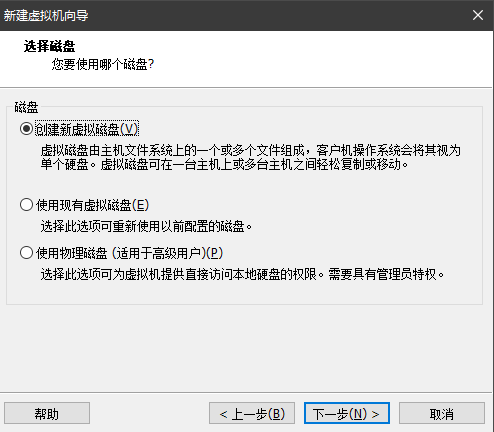 新建虚拟机向导
选择磁盘
您要使用哪个磁盘?
磁盘
创建新虚拟磁盘(V)
虚拟磁盘由主机文件系统上的一个或多个文件组成，客户机操作系统会将其视为
单个硬盘。虚拟磁盘可在一台主机上或多台主机之间轻松复制或移动。
使用现有虚拟磁盘(E)
选择此选项可重新使用以前配置的磁盘。
使用物理磁盘 (适用于高级用户)(P)
选择此选项可为虚拟机提供直接访问本地硬盘的权限。需要具有管理员特权。
帮助
< 上一步(B)
下一步(N) >
取消